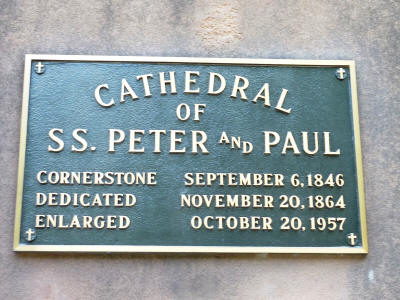 CATHEDRAL
OF
SS. PETER AND PAUL
CORNERSTONE SEPTEMBER 6, 1846
DEDICATED NOVEMBER 20, 1864
ENLARGED OCTOBER 20, 1957